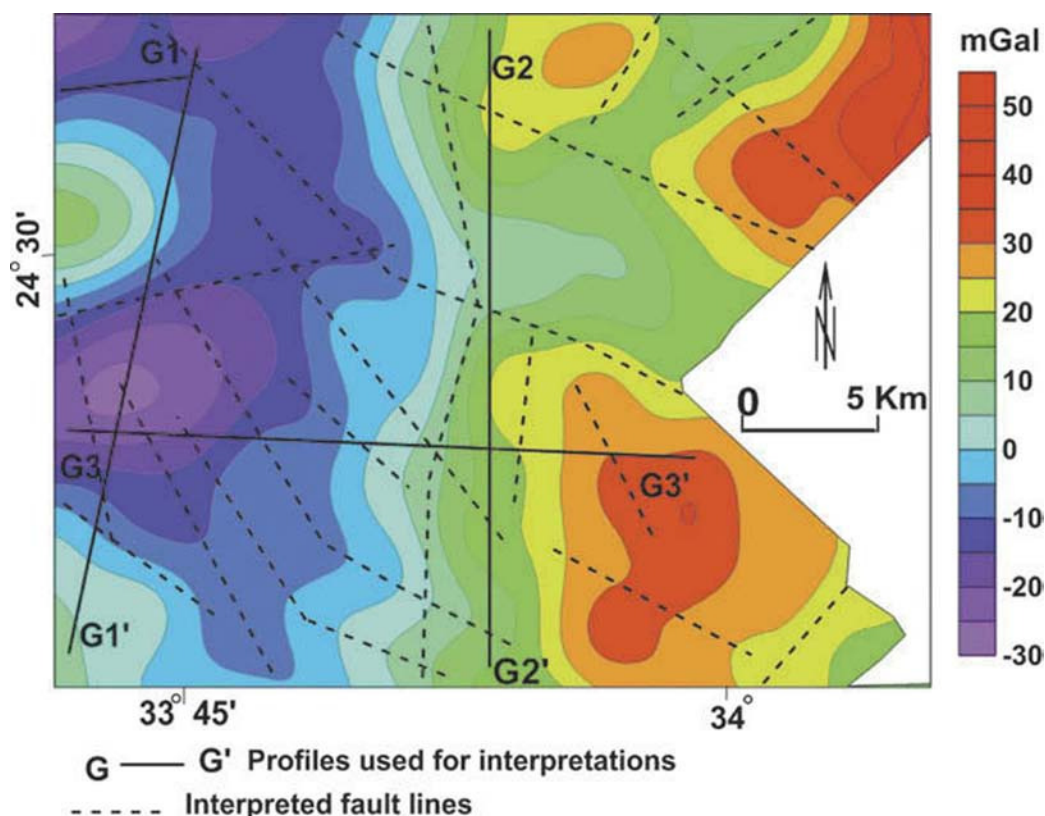 G1
G2
mGal
50
40
30
20
10
0
-10
-20
-30
24° 30'
N
0 5 Km
G3
G3'
G1'
G2'
33° 45'
34°
G G' Profiles used for interpretations
Interpreted fault lines